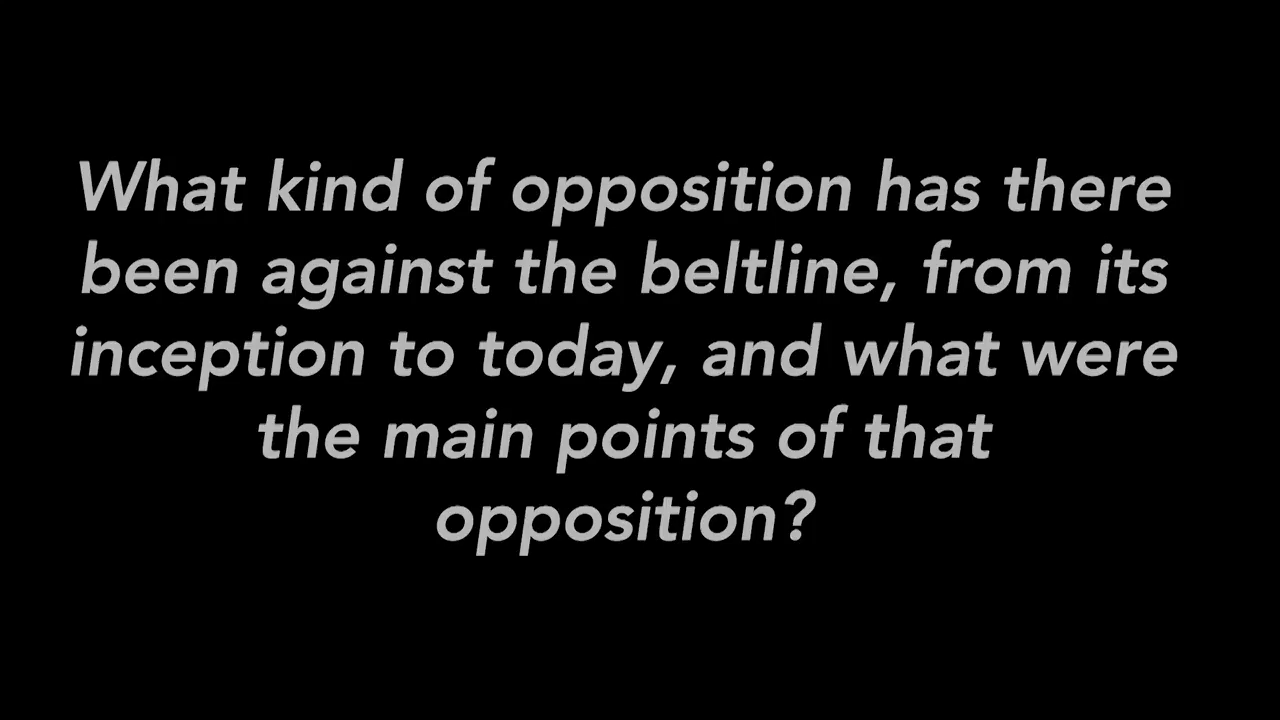 What kind of opposition has there
been against the beltline, from its
inception to today, and what were
the main points of that
opposition?